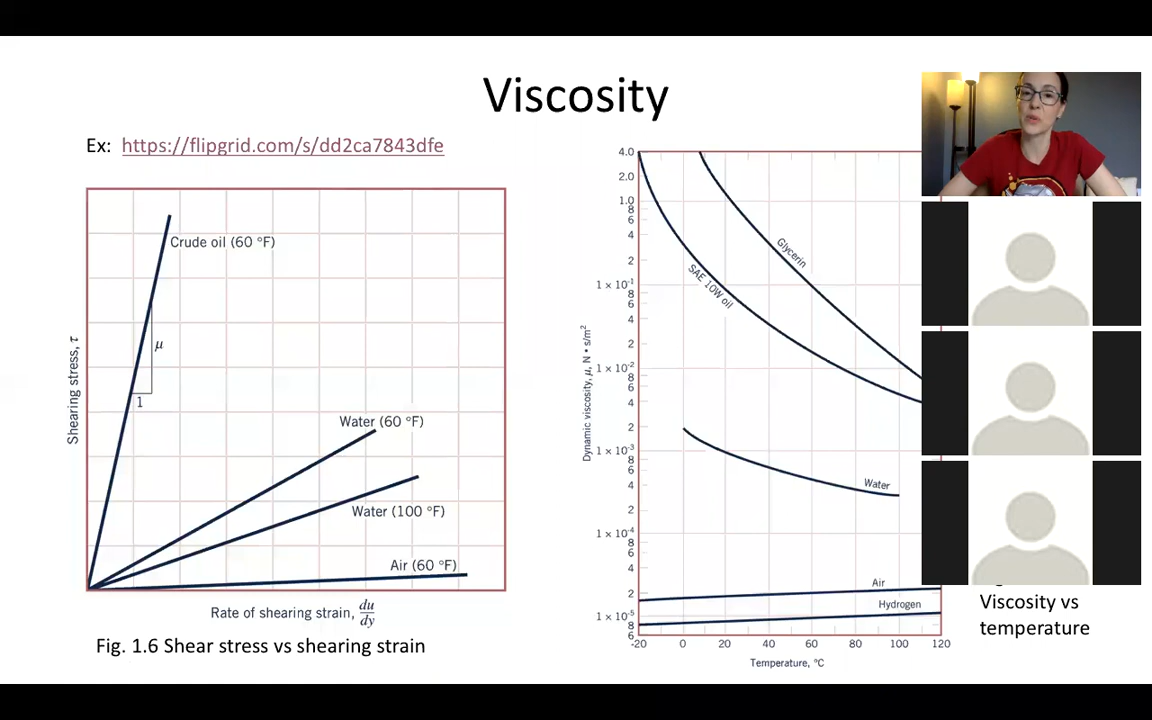 Viscosity
Ex: https://flipgrid.com/s/dd2ca7843dfe
Shearing stress, τ
Crude oil (60 °F)
μ
1
Water (60 °F)
Water (100 °F)
Air (60 °F)
Rate of shearing strain, du/dy
Fig. 1.6 Shear stress vs shearing strain
Dynamic viscosity, μ, N • s/m²
4.0
2.0
1.0
8
6
4
2
1 × 10⁻¹
8
6
4
2
1 × 10⁻²
8
6
4
2
1 × 10⁻³
8
6
4
2
1 × 10⁻⁴
8
6
4
2
1 × 10⁻⁵
8
6
Glycerin
SAE 10W oil
Water
Air
Hydrogen
-20 0 20 40 60 80 100 120
Temperature, °C
Viscosity vs
temperature